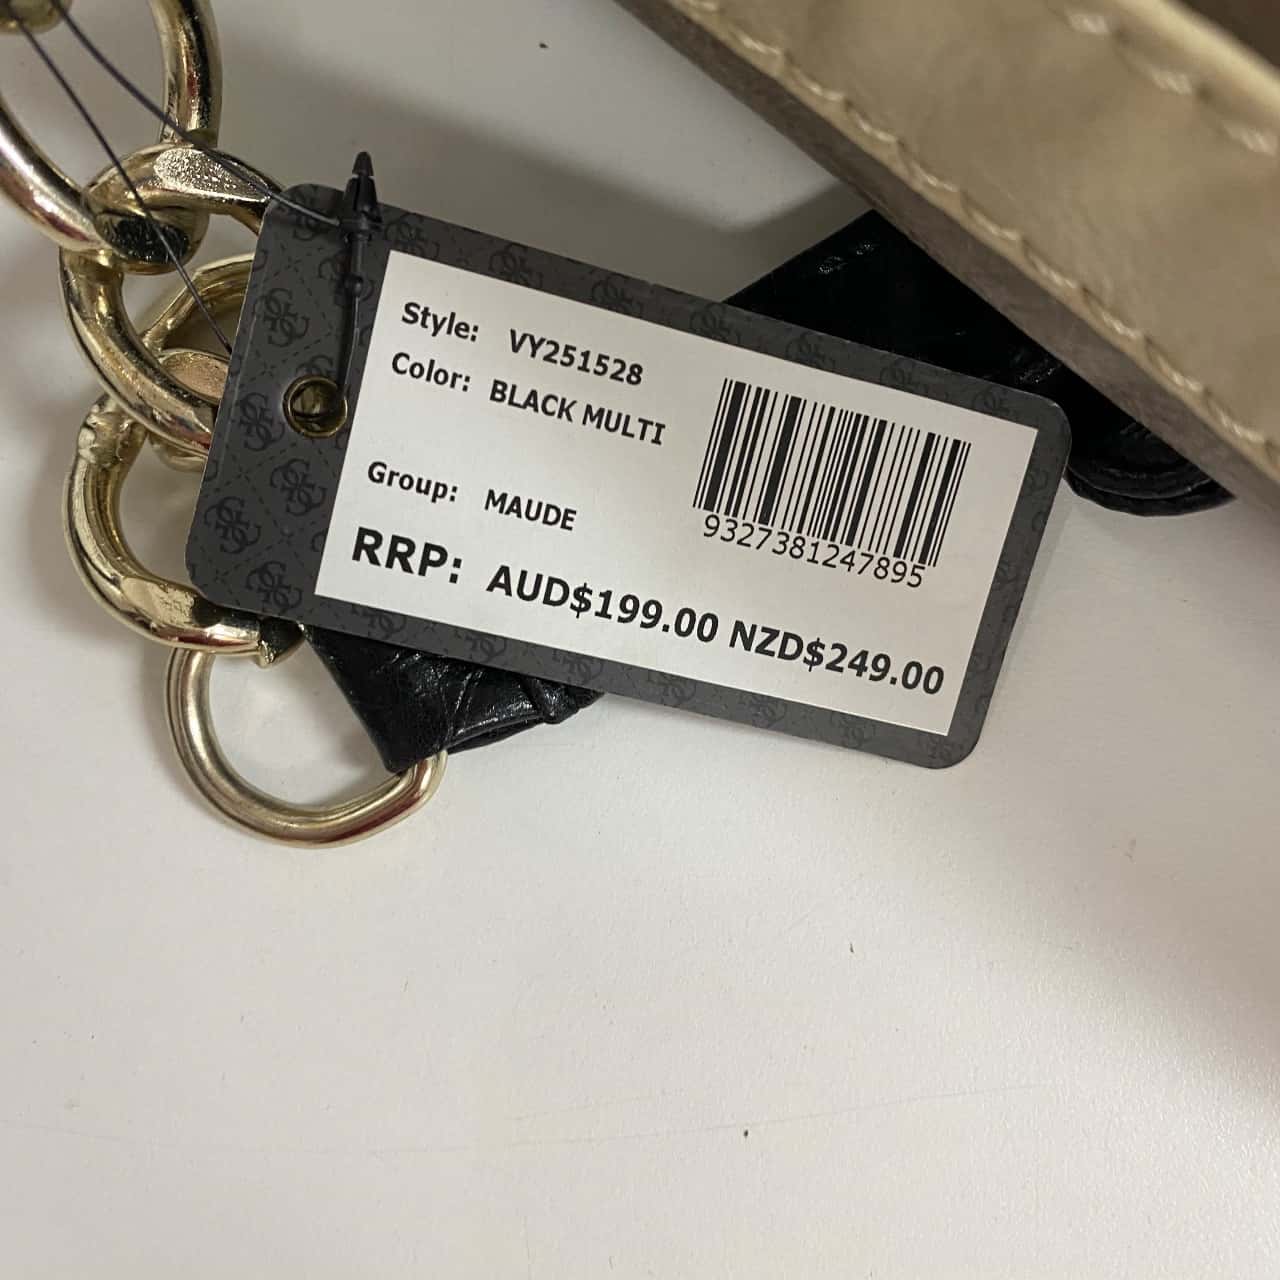 Style: VY251528
Color: BLACK MULTI
Group: MAUDE
RRP: AUD$199.00 NZD$249.00
9327381247895